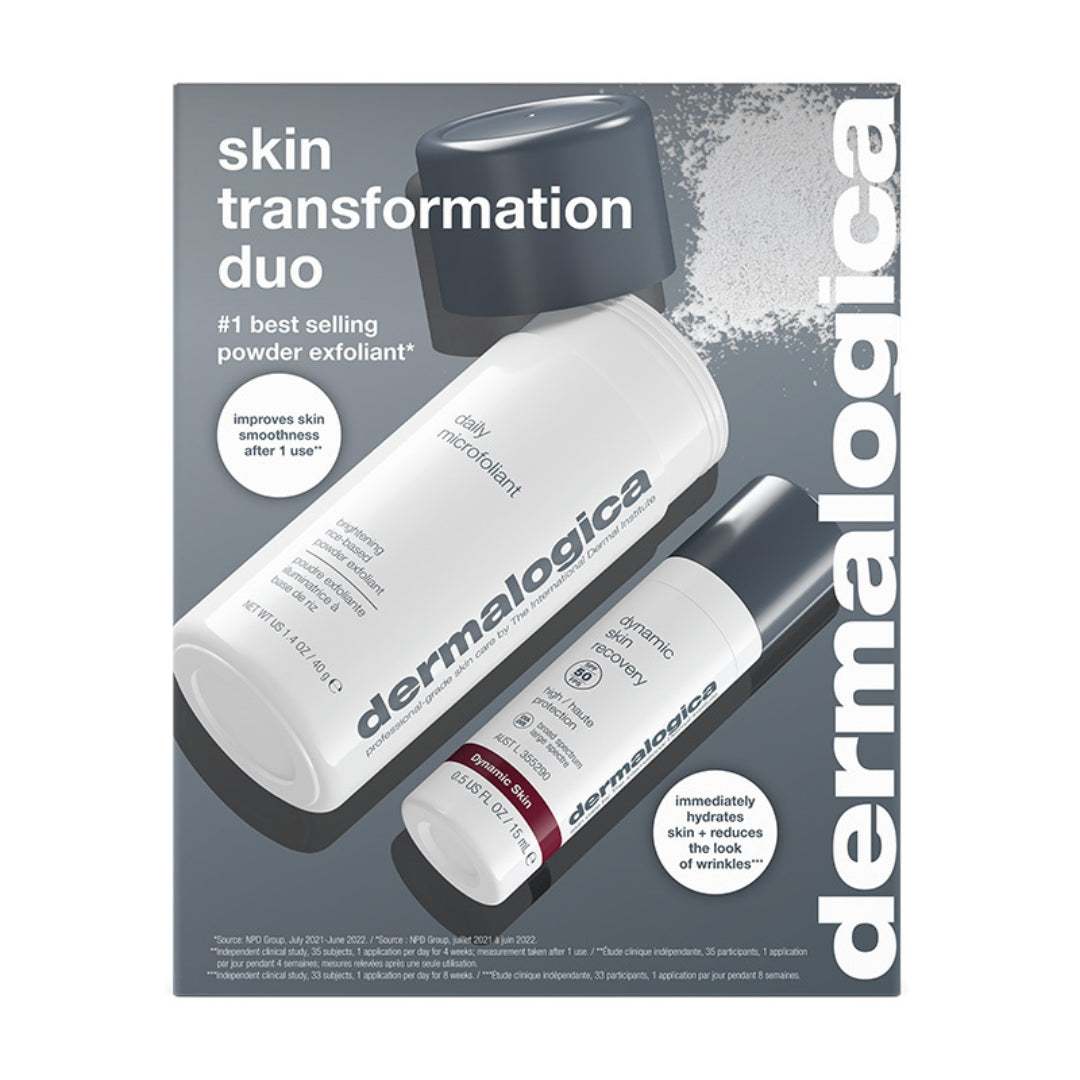 skin
transformation
duo
#1 best selling
powder exfoliant*
improves skin
smoothness
after 1 use**
daily
microfoliant
brightening
rice-based
powder exfoliant
poudre exfoliante
illuminatrice à
base de riz
NET WT US 1.4 OZ / 40 g ℮
dermalogica
professional-grade skin care by The International Dermal Institute
dynamic
skin
recovery
SPF
50
FPS
high / haute
protection
UVA
UVB
broad spectrum
large spectre
AUST L 355290
dermalogica
Dynamic Skin
0.5 US FL OZ / 15 mL ℮
immediately
hydrates
skin + reduces
the look
of wrinkles***
dermalogica
*Source: NPD Group, July 2021-June 2022. / *Source : NPD Group, juillet 2021 à juin 2022.
**Independent clinical study, 35 subjects, 1 application per day for 4 weeks; measurement taken after 1 use. / **Étude clinique indépendante, 35 participants, 1 application
par jour pendant 4 semaines; mesures relevées après une seule utilisation.
***Independent clinical study, 33 subjects, 1 application per day for 8 weeks. / ***Étude clinique indépendante, 33 participants, 1 application par jour pendant 8 semaines.